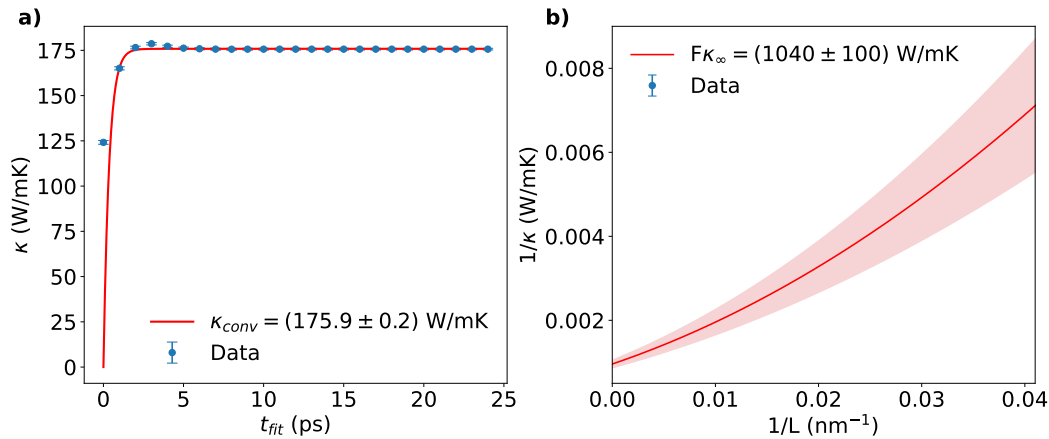 a)
κ (W/mK)
175
150
125
100
75
50
25
0
κ_conv = (175.9 ± 0.2) W/mK
Data
0 5 10 15 20 25
t_fit (ps)
b)
1/κ (W/mK)
0.008
0.006
0.004
0.002
Fκ∞ = (1040 ± 100) W/mK
Data
0.00 0.01 0.02 0.03 0.04
1/L (nm⁻¹)